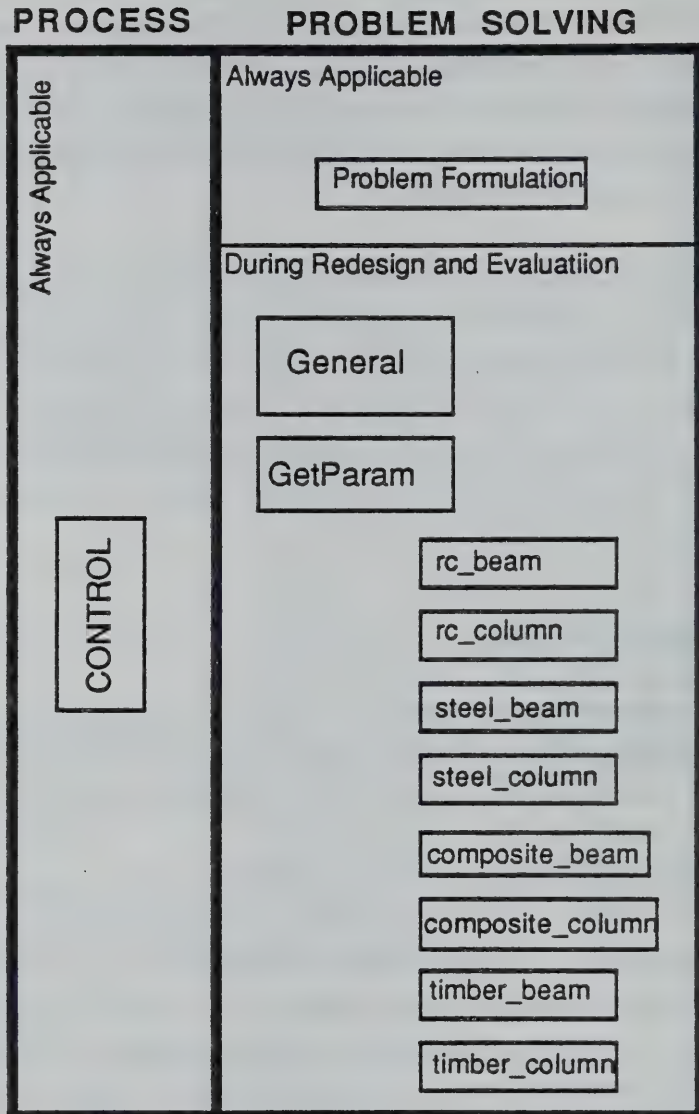 PROCESS
PROBLEM SOLVING
Always Applicable
CONTROL
Always Applicable
Problem Formulation
During Redesign and Evaluatiion
General
GetParam
rc_beam
rc_column
steel_beam
steel_column
composite_beam
composite_column
timber_beam
timber_column